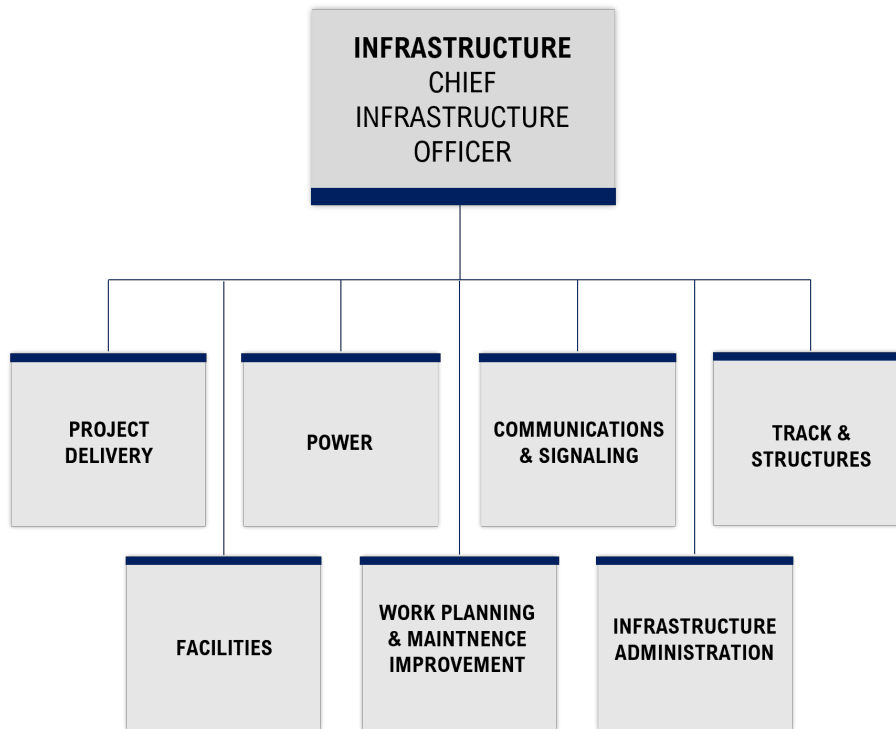 INFRASTRUCTURE
CHIEF
INFRASTRUCTURE
OFFICER
PROJECT
DELIVERY
POWER
COMMUNICATIONS
& SIGNALING
TRACK &
STRUCTURES
FACILITIES
WORK PLANNING
& MAINTNENCE
IMPROVEMENT
INFRASTRUCTURE
ADMINISTRATION